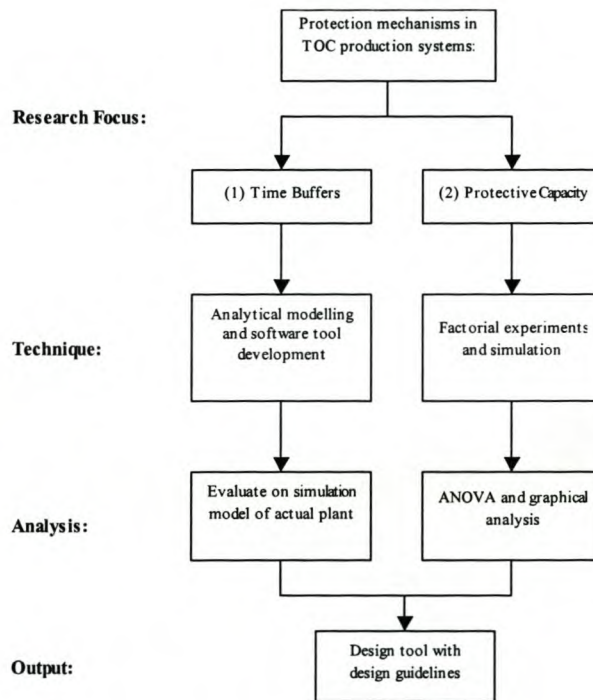 Protection mechanisms in
TOC production systems:
Research Focus:
(1) Time Buffers
(2) Protective Capacity
Technique:
Analytical modelling
and software tool
development
Factorial experiments
and simulation
Analysis:
Evaluate on simulation
model of actual plant
ANOVA and graphical
analysis
Output:
Design tool with
design guidelines